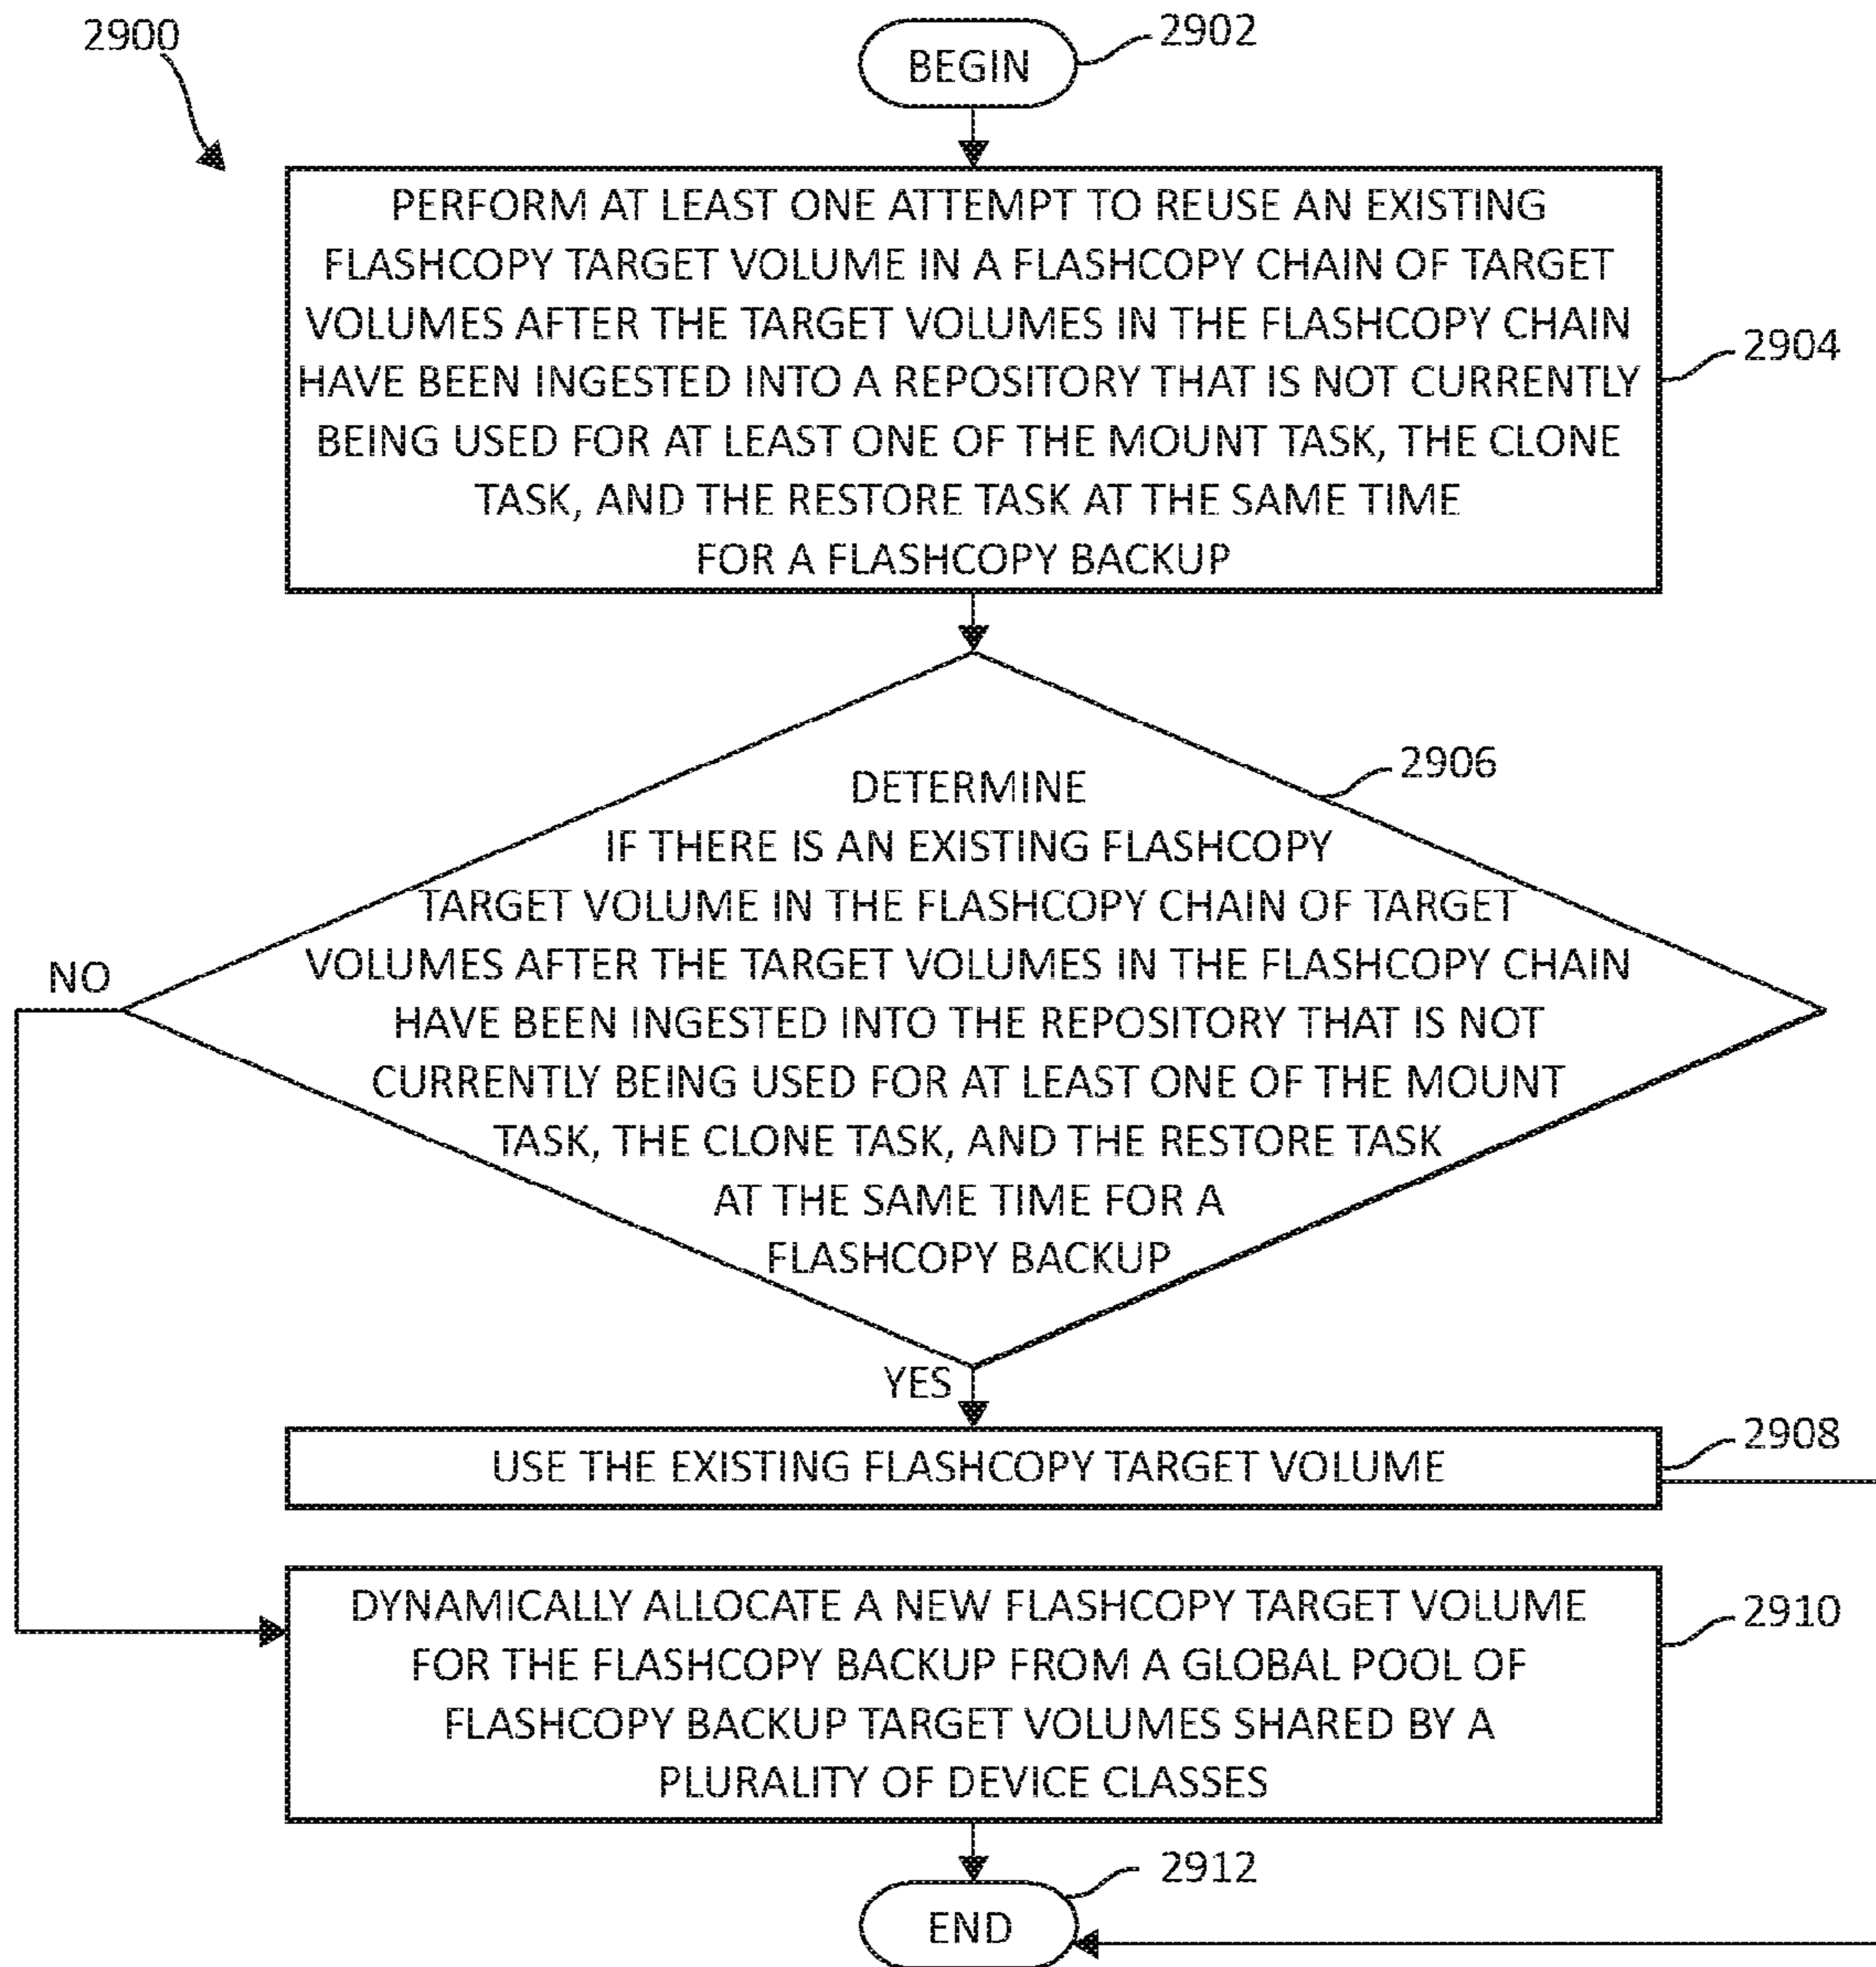 2900
BEGIN
2902
PERFORM AT LEAST ONE ATTEMPT TO REUSE AN EXISTING
FLASHCOPY TARGET VOLUME IN A FLASHCOPY CHAIN OF TARGET
VOLUMES AFTER THE TARGET VOLUMES IN THE FLASHCOPY CHAIN
HAVE BEEN INGESTED INTO A REPOSITORY THAT IS NOT CURRENTLY
BEING USED FOR AT LEAST ONE OF THE MOUNT TASK, THE CLONE
TASK, AND THE RESTORE TASK AT THE SAME TIME
FOR A FLASHCOPY BACKUP
2904
DETERMINE
IF THERE IS AN EXISTING FLASHCOPY
TARGET VOLUME IN THE FLASHCOPY CHAIN OF TARGET
VOLUMES AFTER THE TARGET VOLUMES IN THE FLASHCOPY CHAIN
HAVE BEEN INGESTED INTO THE REPOSITORY THAT IS NOT
CURRENTLY BEING USED FOR AT LEAST ONE OF THE MOUNT
TASK, THE CLONE TASK, AND THE RESTORE TASK
AT THE SAME TIME FOR A
FLASHCOPY BACKUP
2906
NO
YES
USE THE EXISTING FLASHCOPY TARGET VOLUME
2908
DYNAMICALLY ALLOCATE A NEW FLASHCOPY TARGET VOLUME
FOR THE FLASHCOPY BACKUP FROM A GLOBAL POOL OF
FLASHCOPY BACKUP TARGET VOLUMES SHARED BY A
PLURALITY OF DEVICE CLASSES
2910
END
2912